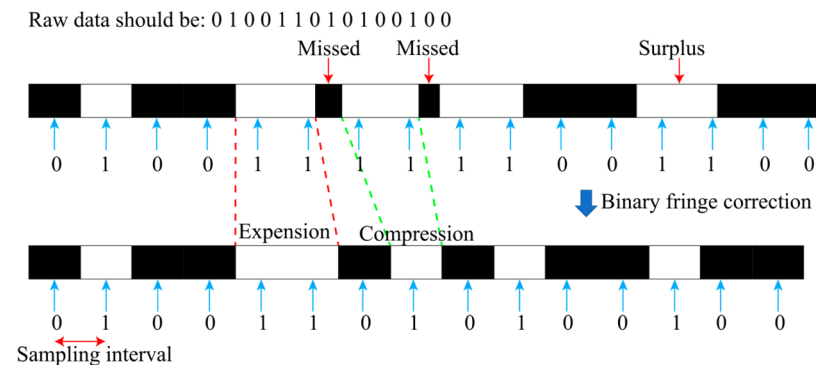 Raw data should be: 0 1 0 0 1 1 0 1 0 1 0 0 1 0 0
Missed Missed Surplus
0 1 0 0 1 1 1 1 1 1 0 0 1 1 0 0
Binary fringe correction
Expension Compression
0 1 0 0 1 1 0 1 0 1 0 0 1 0 0
Sampling interval